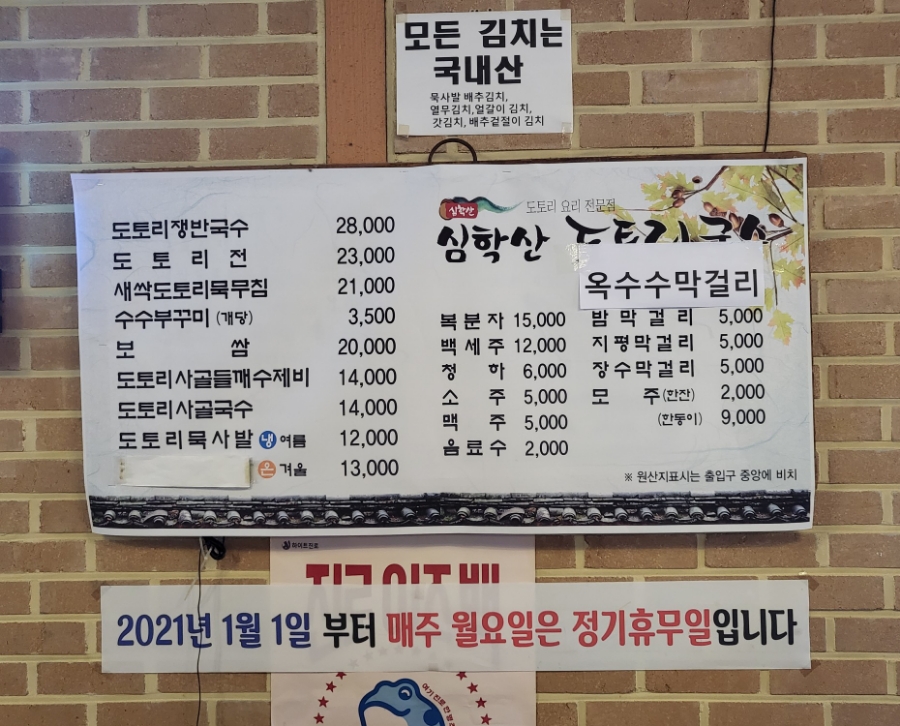 모든 김치는
국내산
묵사발 배추김치,
열무김치,얼갈이 김치,
갓김치, 배추겉절이 김치
도토리쟁반국수 28,000
도토리전 23,000
새싹도토리묵무침 21,000
수수부꾸미 (개당) 3,500
보쌈 20,000
도토리사골들깨수제비 14,000
도토리사골국수 14,000
도토리묵사발 냉 여름 12,000
온 겨울 13,000
심학산 도토리 요리 전문점
심학산 도토리국수
옥수수막걸리
복분자 15,000
백세주 12,000
청하 6,000
소주 5,000
맥주 5,000
음료수 2,000
밤막걸리 5,000
지평막걸리 5,000
장수막걸리 5,000
모주(한잔) 2,000
(한동이) 9,000
※ 원산지표시는 출입구 중앙에 비치
하이트진로
2021년 1월 1일 부터 매주 월요일은 정기휴무일입니다